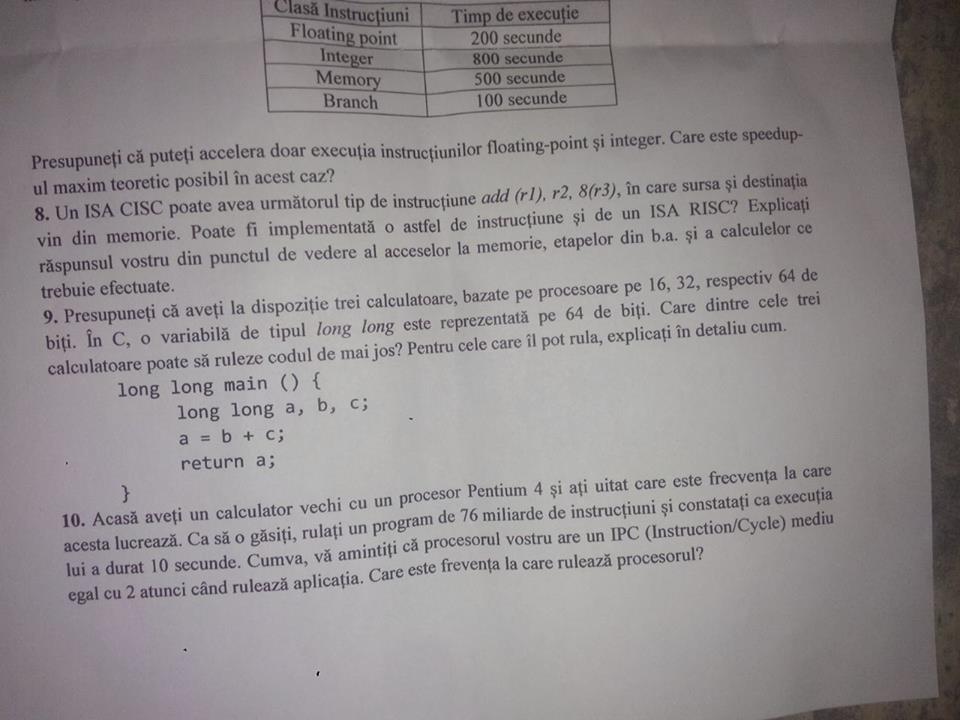 Clasă Instrucțiuni Timp de execuție
Floating point 200 secunde
Integer 800 secunde
Memory 500 secunde
Branch 100 secunde
Presupuneți că puteți accelera doar execuția instrucțiunilor floating-point și integer. Care este speedup-
ul maxim teoretic posibil în acest caz?
8. Un ISA CISC poate avea următorul tip de instrucțiune add (r1), r2, 8(r3), în care sursa și destinația
vin din memorie. Poate fi implementată o astfel de instrucțiune și de un ISA RISC? Explicați
răspunsul vostru din punctul de vedere al acceselor la memorie, etapelor din b.a. și a calculelor ce
trebuie efectuate.
9. Presupuneți că aveți la dispoziție trei calculatoare, bazate pe procesoare pe 16, 32, respectiv 64 de
biți. În C, o variabilă de tipul long long este reprezentată pe 64 de biți. Care dintre cele trei
calculatoare poate să ruleze codul de mai jos? Pentru cele care îl pot rula, explicați în detaliu cum.
long long main () {
long long a, b, c;
a = b + c;
return a;
}
10. Acasă aveți un calculator vechi cu un procesor Pentium 4 și ați uitat care este frecvența la care
acesta lucrează. Ca să o găsiți, rulați un program de 76 miliarde de instrucțiuni și constatați ca execuția
lui a durat 10 secunde. Cumva, vă amintiți că procesorul vostru are un IPC (Instruction/Cycle) mediu
egal cu 2 atunci când rulează aplicația. Care este frevența la care rulează procesorul?